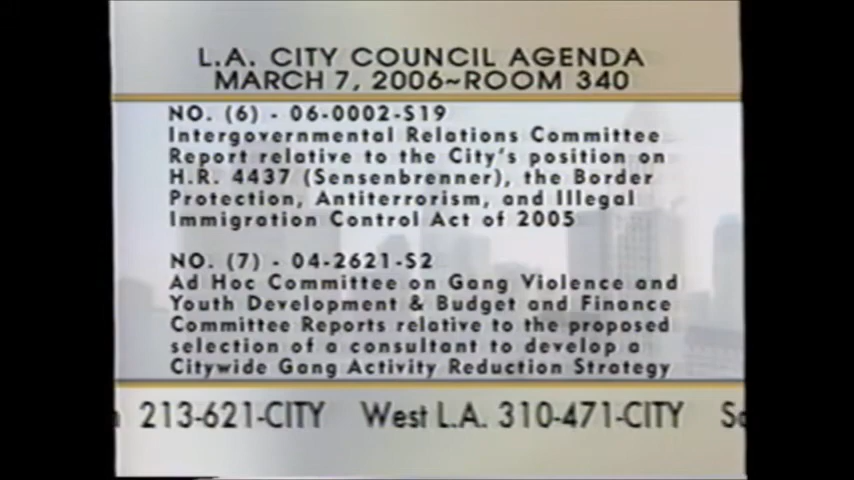 L.A. CITY COUNCIL AGENDA
MARCH 7, 2006~ROOM 340
NO. (6) - 06-0002-S19
Intergovernmental Relations Committee
Report relative to the City's position on
H.R. 4437 (Sensenbrenner), the Border
Protection, Antiterrorism, and Illegal
Immigration Control Act of 2005
NO. (7) - 04-2621-S2
Ad Hoc Committee on Gang Violence and
Youth Development & Budget and Finance
Committee Reports relative to the proposed
selection of a consultant to develop a
Citywide Gang Activity Reduction Strategy
213-621-CITY West L.A. 310-471-CITY